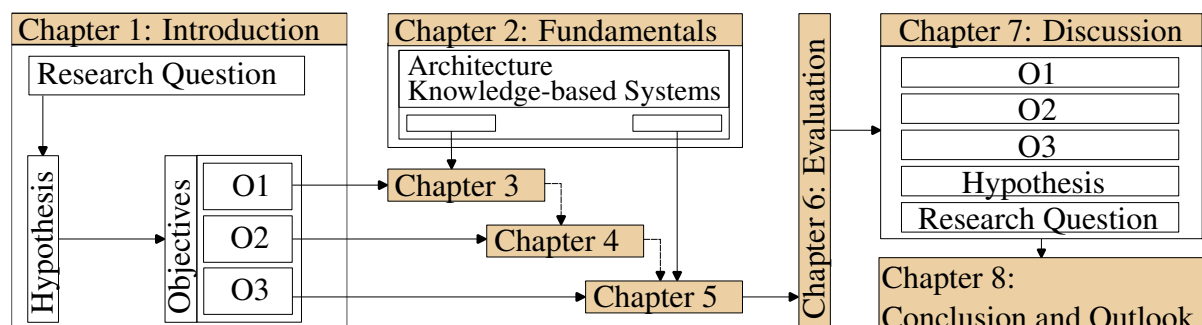 Chapter 1: Introduction
Research Question
Hypothesis
Objectives
O1
O2
O3
Chapter 2: Fundamentals
Architecture
Knowledge-based Systems
Chapter 3
Chapter 4
Chapter 5
Chapter 6: Evaluation
Chapter 7: Discussion
O1
O2
O3
Hypothesis
Research Question
Chapter 8:
Conclusion and Outlook